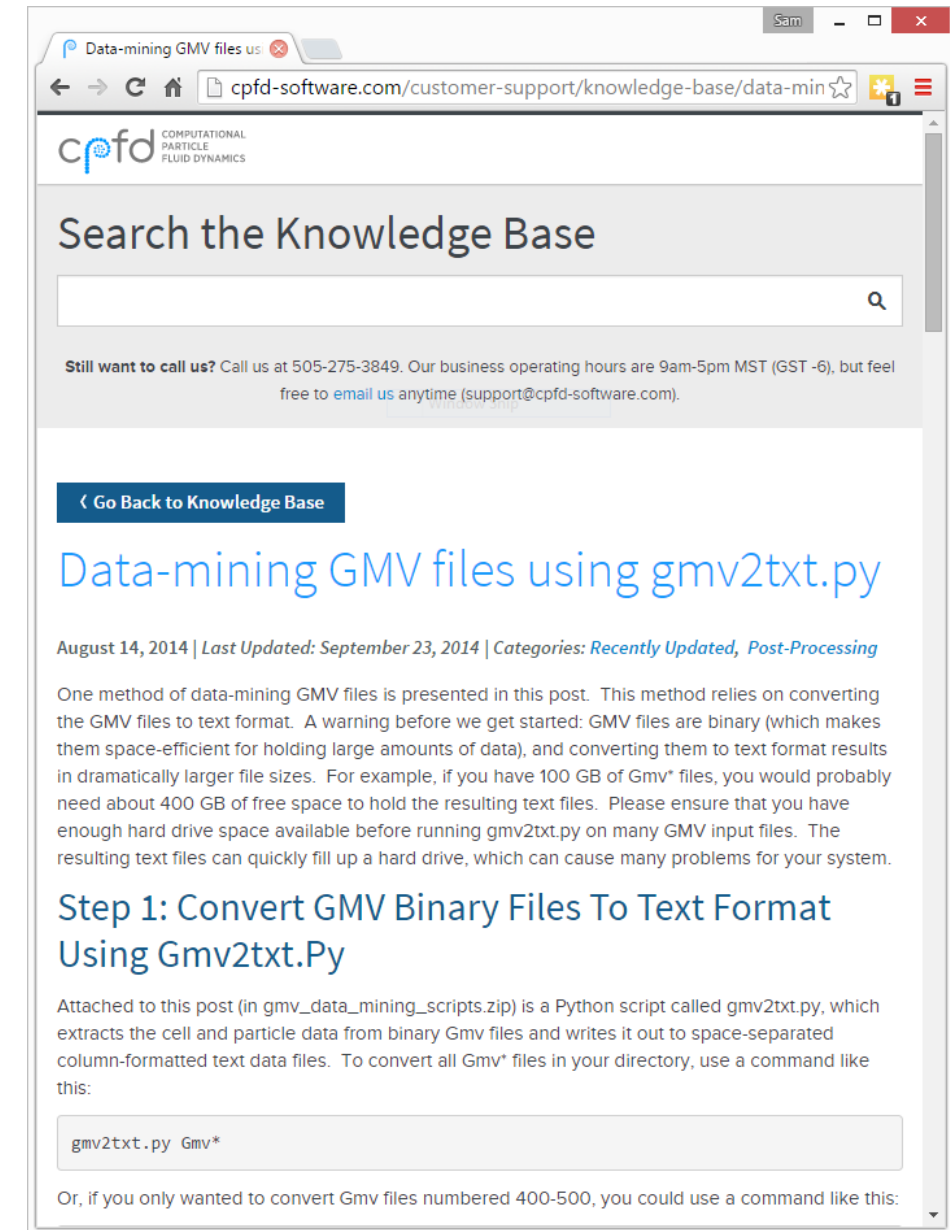 Sam
Data-mining GMV files us
cpfd-software.com/customer-support/knowledge-base/data-min
1
cpfd COMPUTATIONAL
PARTICLE
FLUID DYNAMICS
Search the Knowledge Base
Still want to call us? Call us at 505-275-3849. Our business operating hours are 9am-5pm MST (GST -6), but feel
free to email us anytime (support@cpfd-software.com).
Window Snip
Go Back to Knowledge Base
Data-mining GMV files using gmv2txt.py
August 14, 2014 | Last Updated: September 23, 2014 | Categories: Recently Updated, Post-Processing
One method of data-mining GMV files is presented in this post. This method relies on converting
the GMV files to text format. A warning before we get started: GMV files are binary (which makes
them space-efficient for holding large amounts of data), and converting them to text format results
in dramatically larger file sizes. For example, if you have 100 GB of Gmv* files, you would probably
need about 400 GB of free space to hold the resulting text files. Please ensure that you have
enough hard drive space available before running gmv2txt.py on many GMV input files. The
resulting text files can quickly fill up a hard drive, which can cause many problems for your system.
Step 1: Convert GMV Binary Files To Text Format
Using Gmv2txt.Py
Attached to this post (in gmv_data_mining_scripts.zip) is a Python script called gmv2txt.py, which
extracts the cell and particle data from binary Gmv files and writes it out to space-separated
column-formatted text data files. To convert all Gmv* files in your directory, use a command like
this:
gmv2txt.py Gmv*
Or, if you only wanted to convert Gmv files numbered 400-500, you could use a command like this: